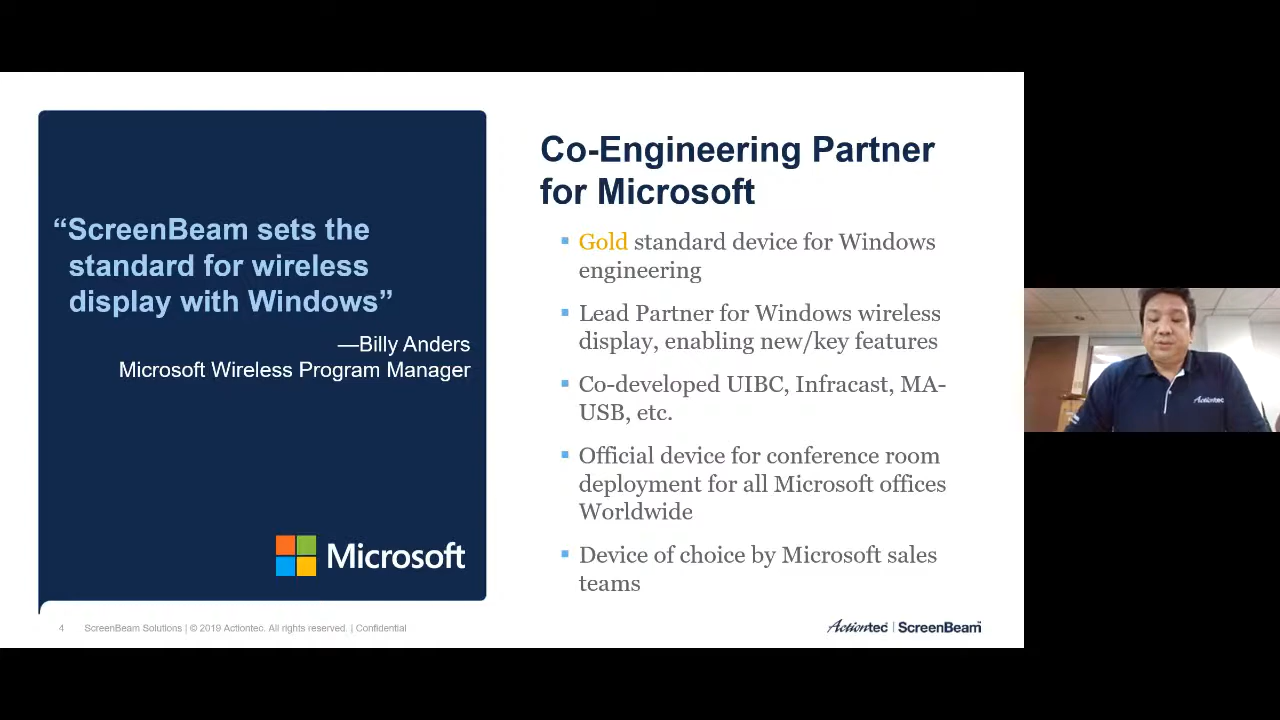 “ScreenBeam sets the
standard for wireless
display with Windows”
—Billy Anders
Microsoft Wireless Program Manager
Microsoft
Co-Engineering Partner
for Microsoft
Gold standard device for Windows
engineering
Lead Partner for Windows wireless
display, enabling new/key features
Co-developed UIBC, Infracast, MA-
USB, etc.
Official device for conference room
deployment for all Microsoft offices
Worldwide
Device of choice by Microsoft sales
teams
4 ScreenBeam Solutions | © 2019 Actiontec. All rights reserved. | Confidential
Actiontec | ScreenBeam
Actiontec